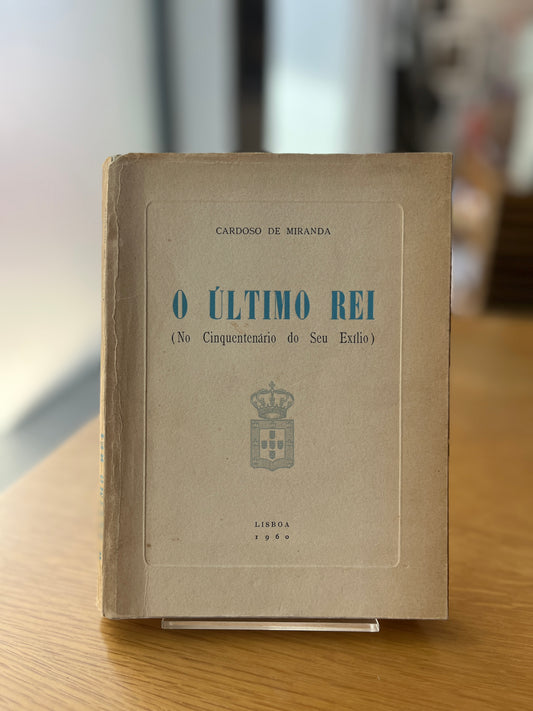 CARDOSO DE MIRANDA
O ÚLTIMO REI
(No Cinquentenário do Seu Exílio)
LISBOA
1960